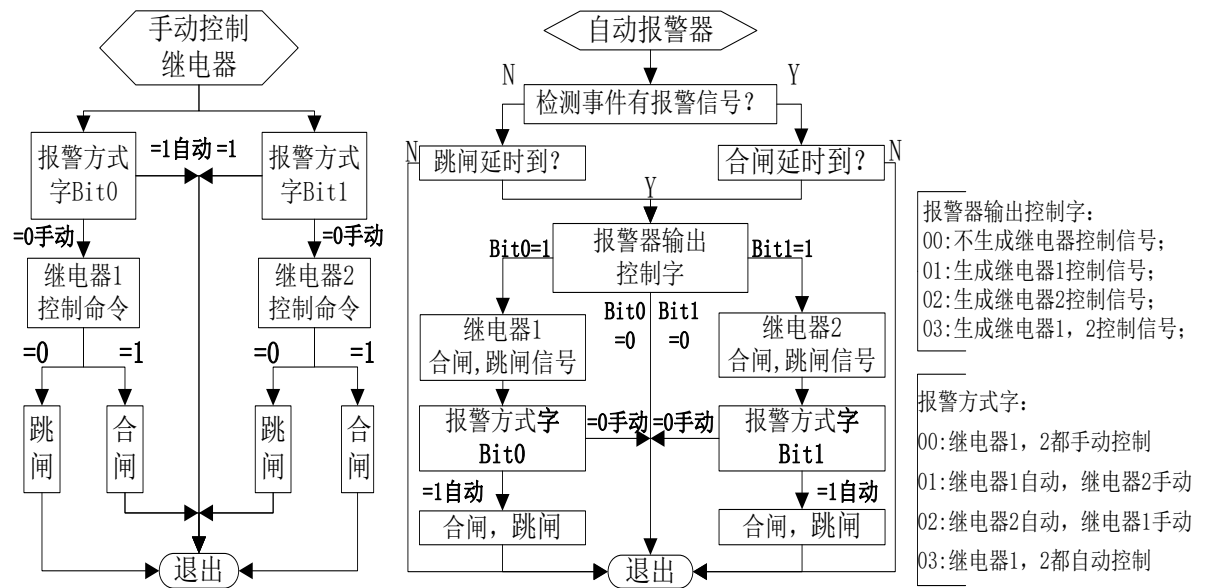 手动控制
继电器
报警方式
字Bit0
=1自动=1
报警方式
字Bit1
=0手动
=0手动
继电器1
控制命令
继电器2
控制命令
=0
=1
=0
=1
跳
闸
合
闸
跳
闸
合
闸
退出
自动报警器
N
Y
检测事件有报警信号?
N
跳闸延时到?
合闸延时到?
N
Y
Bit0=1
报警器输出
控制字
Bit1=1
Bit0
=0
Bit1
=0
继电器1
合闸,跳闸信号
继电器2
合闸,跳闸信号
报警方式字
Bit0
=0手动
=0手动
报警方式字
Bit1
=1自动
=1自动
合闸，跳闸
合闸，跳闸
退出
报警器输出控制字:
00:不生成继电器控制信号;
01:生成继电器1控制信号;
02:生成继电器2控制信号;
03:生成继电器1，2控制信号;
报警方式字:
00:继电器1，2都手动控制
01:继电器1自动，继电器2手动
02:继电器2自动，继电器1手动
03:继电器1，2都自动控制